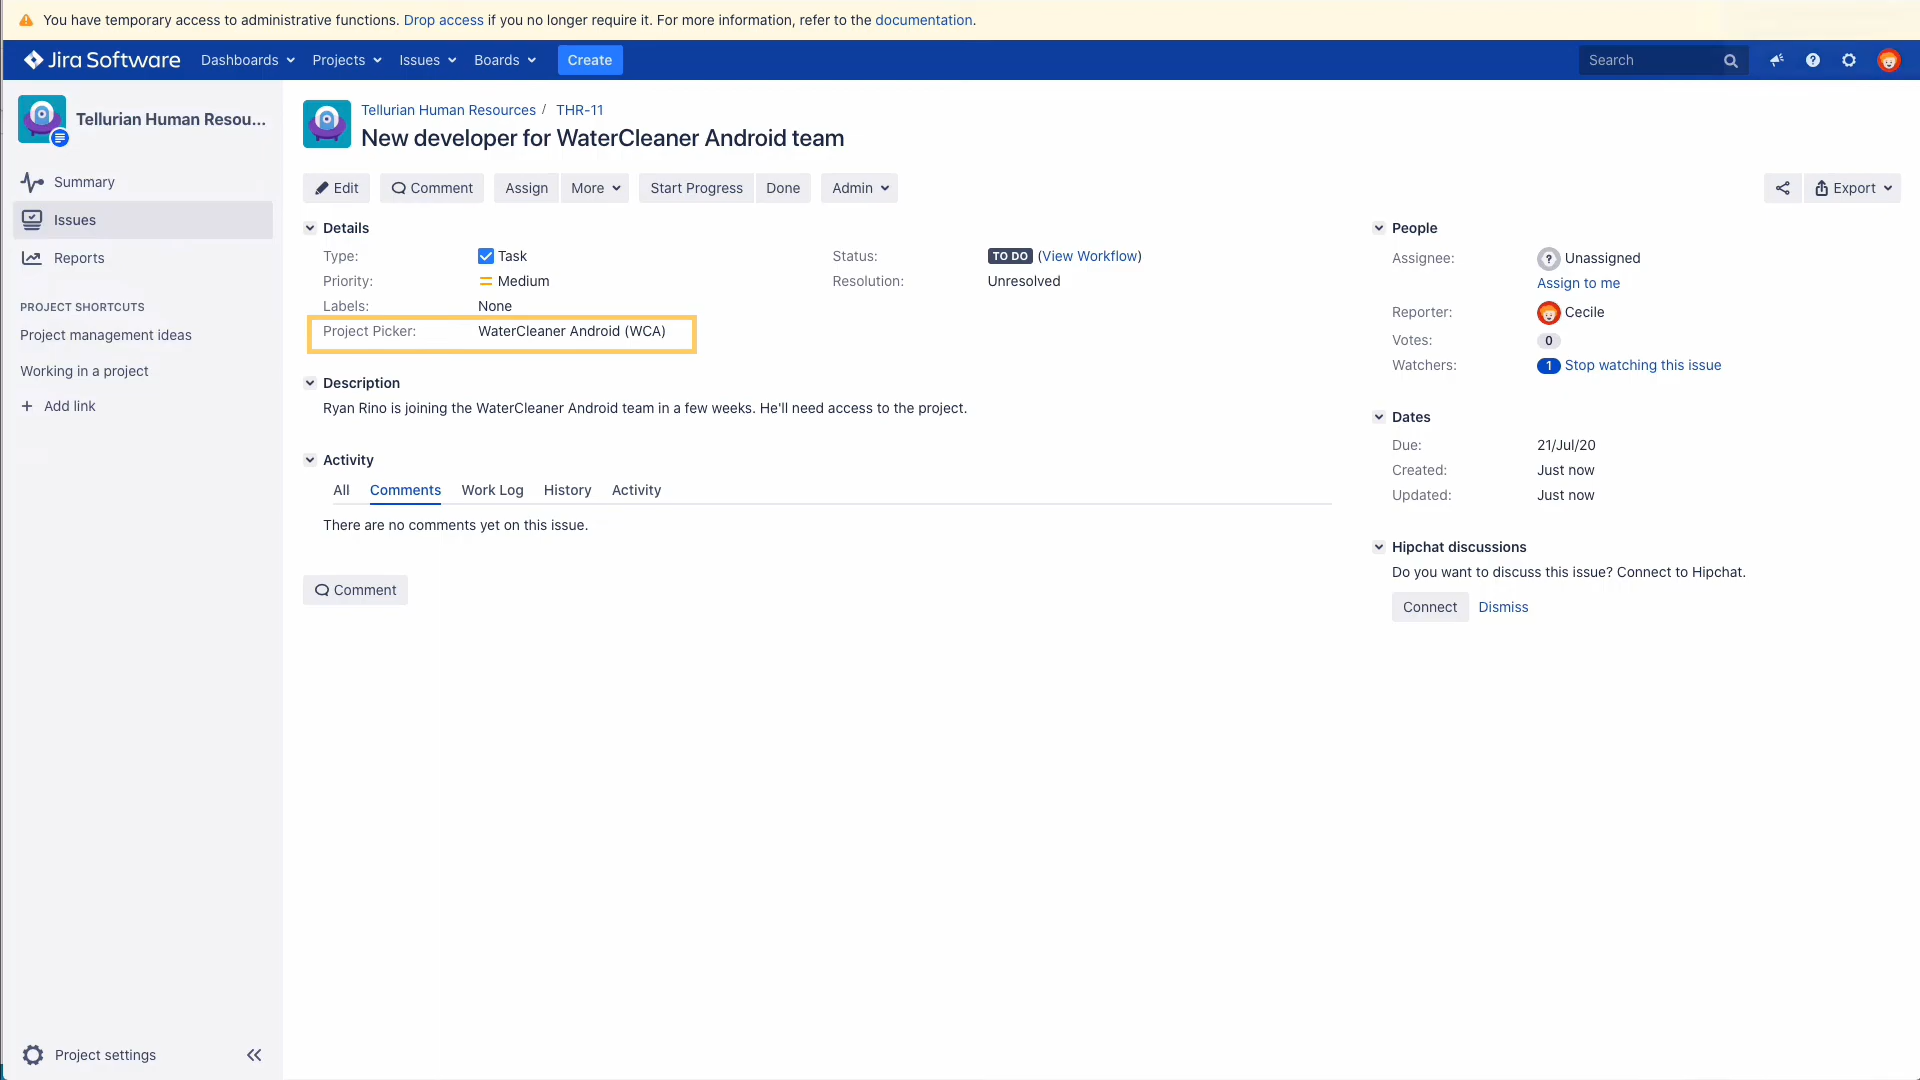 You have temporary access to administrative functions. Drop access if you no longer require it. For more information, refer to the documentation.
Jira Software Dashboards Projects Issues Boards Create Search
Tellurian Human Resou...
Summary
Issues
Reports
PROJECT SHORTCUTS
Project management ideas
Working in a project
+ Add link
Project settings
Tellurian Human Resources / THR-11
New developer for WaterCleaner Android team
Edit Comment Assign More Start Progress Done Admin Export
Details
Type: Task
Priority: Medium
Labels: None
Project Picker: WaterCleaner Android (WCA)
Status: TO DO (View Workflow)
Resolution: Unresolved
Description
Ryan Rino is joining the WaterCleaner Android team in a few weeks. He'll need access to the project.
Activity
All Comments Work Log History Activity
There are no comments yet on this issue.
Comment
People
Assignee: Unassigned
Assign to me
Reporter: Cecile
Votes: 0
Watchers: 1 Stop watching this issue
Dates
Due: 21/Jul/20
Created: Just now
Updated: Just now
Hipchat discussions
Do you want to discuss this issue? Connect to Hipchat.
Connect Dismiss